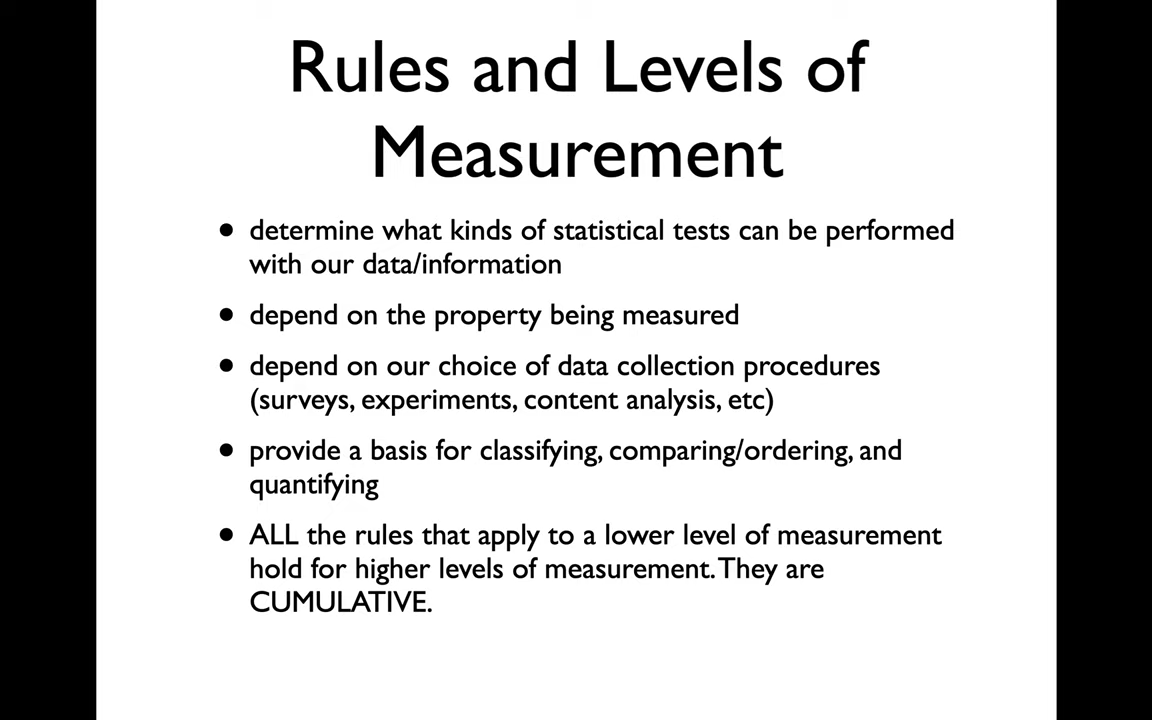 Rules and Levels of
Measurement
• determine what kinds of statistical tests can be performed
with our data/information
• depend on the property being measured
• depend on our choice of data collection procedures
(surveys, experiments, content analysis, etc)
• provide a basis for classifying, comparing/ordering, and
quantifying
• ALL the rules that apply to a lower level of measurement
hold for higher levels of measurement. They are
CUMULATIVE.